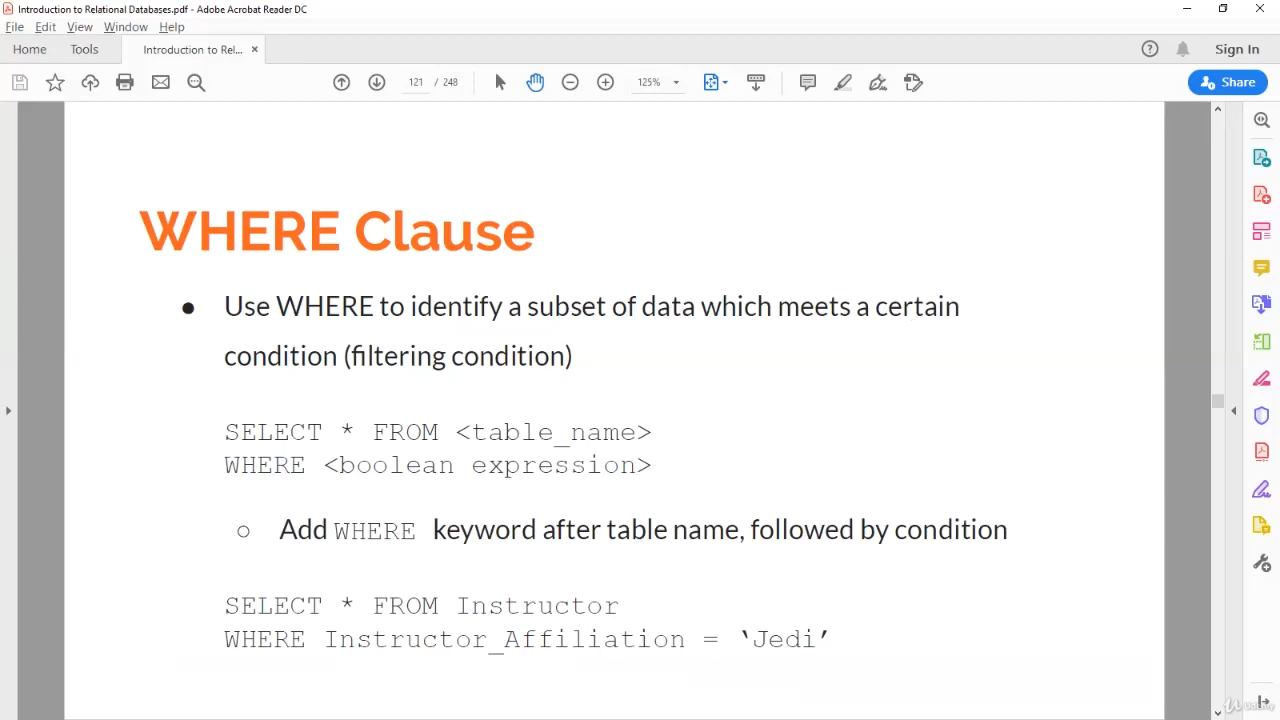 Introduction to Relational Databases.pdf - Adobe Acrobat Reader DC
File Edit View Window Help
Home Tools Introduction to Rel... × Sign In
121 / 248 125% Share
WHERE Clause
● Use WHERE to identify a subset of data which meets a certain
condition (filtering condition)
SELECT * FROM <table_name>
WHERE <boolean expression>
○ Add WHERE keyword after table name, followed by condition
SELECT * FROM Instructor
WHERE Instructor_Affiliation = ‘Jedi’
Udemy